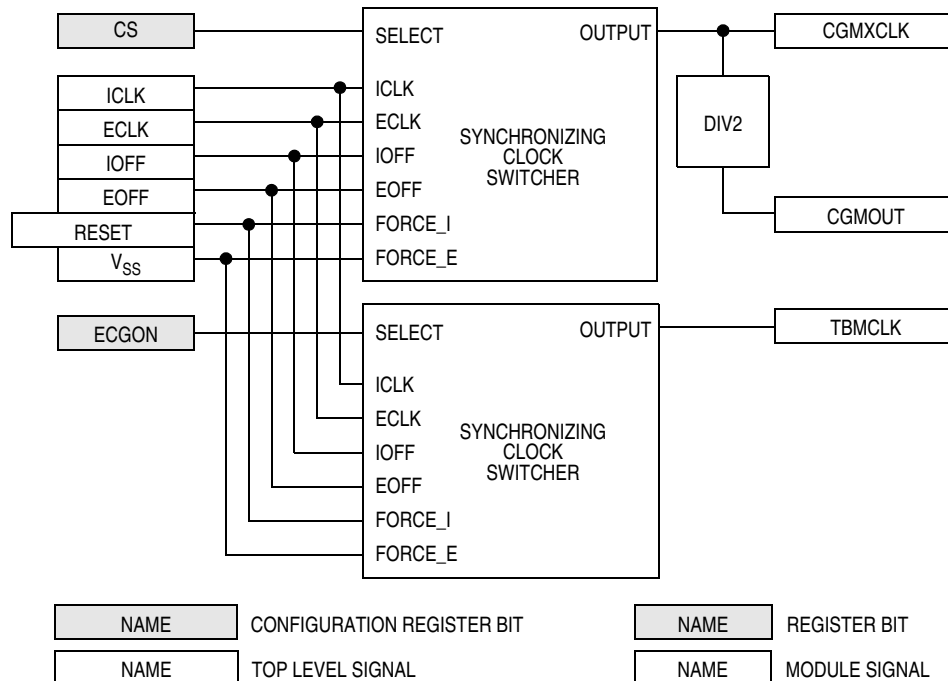 CS
SELECT
OUTPUT
CGMXCLK
ICLK
ICLK
ECLK
ECLK
SYNCHRONIZING
CLOCK
SWITCHER
DIV2
IOFF
IOFF
EOFF
EOFF
RESET
FORCE_I
CGMOUT
VSS
FORCE_E
ECGON
SELECT
OUTPUT
TBMCLK
ICLK
ECLK
SYNCHRONIZING
CLOCK
SWITCHER
IOFF
EOFF
FORCE_I
FORCE_E
NAME
CONFIGURATION REGISTER BIT
NAME
REGISTER BIT
NAME
TOP LEVEL SIGNAL
NAME
MODULE SIGNAL